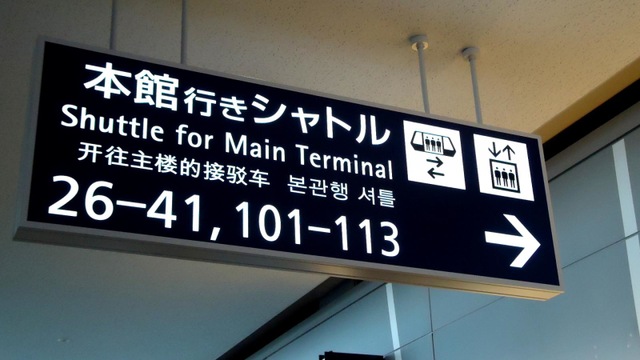 本館行きシャトル
Shuttle for Main Terminal
开往主楼的接驳车 본관행 셔틀
26-41, 101-113